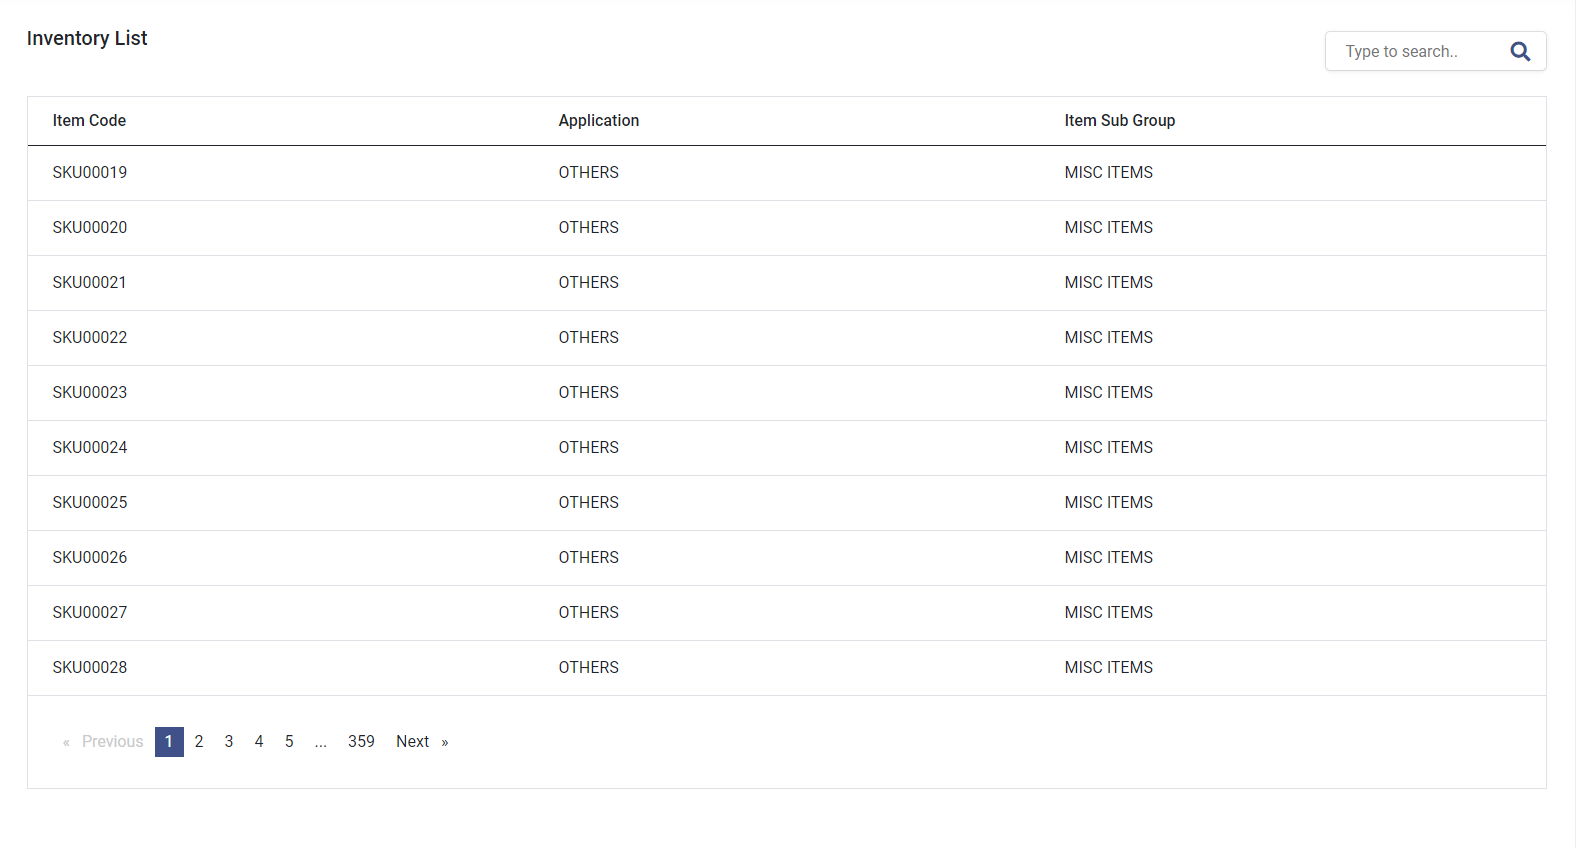 Inventory List
Type to search..
Item Code Application Item Sub Group
SKU00019 OTHERS MISC ITEMS
SKU00020 OTHERS MISC ITEMS
SKU00021 OTHERS MISC ITEMS
SKU00022 OTHERS MISC ITEMS
SKU00023 OTHERS MISC ITEMS
SKU00024 OTHERS MISC ITEMS
SKU00025 OTHERS MISC ITEMS
SKU00026 OTHERS MISC ITEMS
SKU00027 OTHERS MISC ITEMS
SKU00028 OTHERS MISC ITEMS
« Previous 1 2 3 4 5 ... 359 Next »